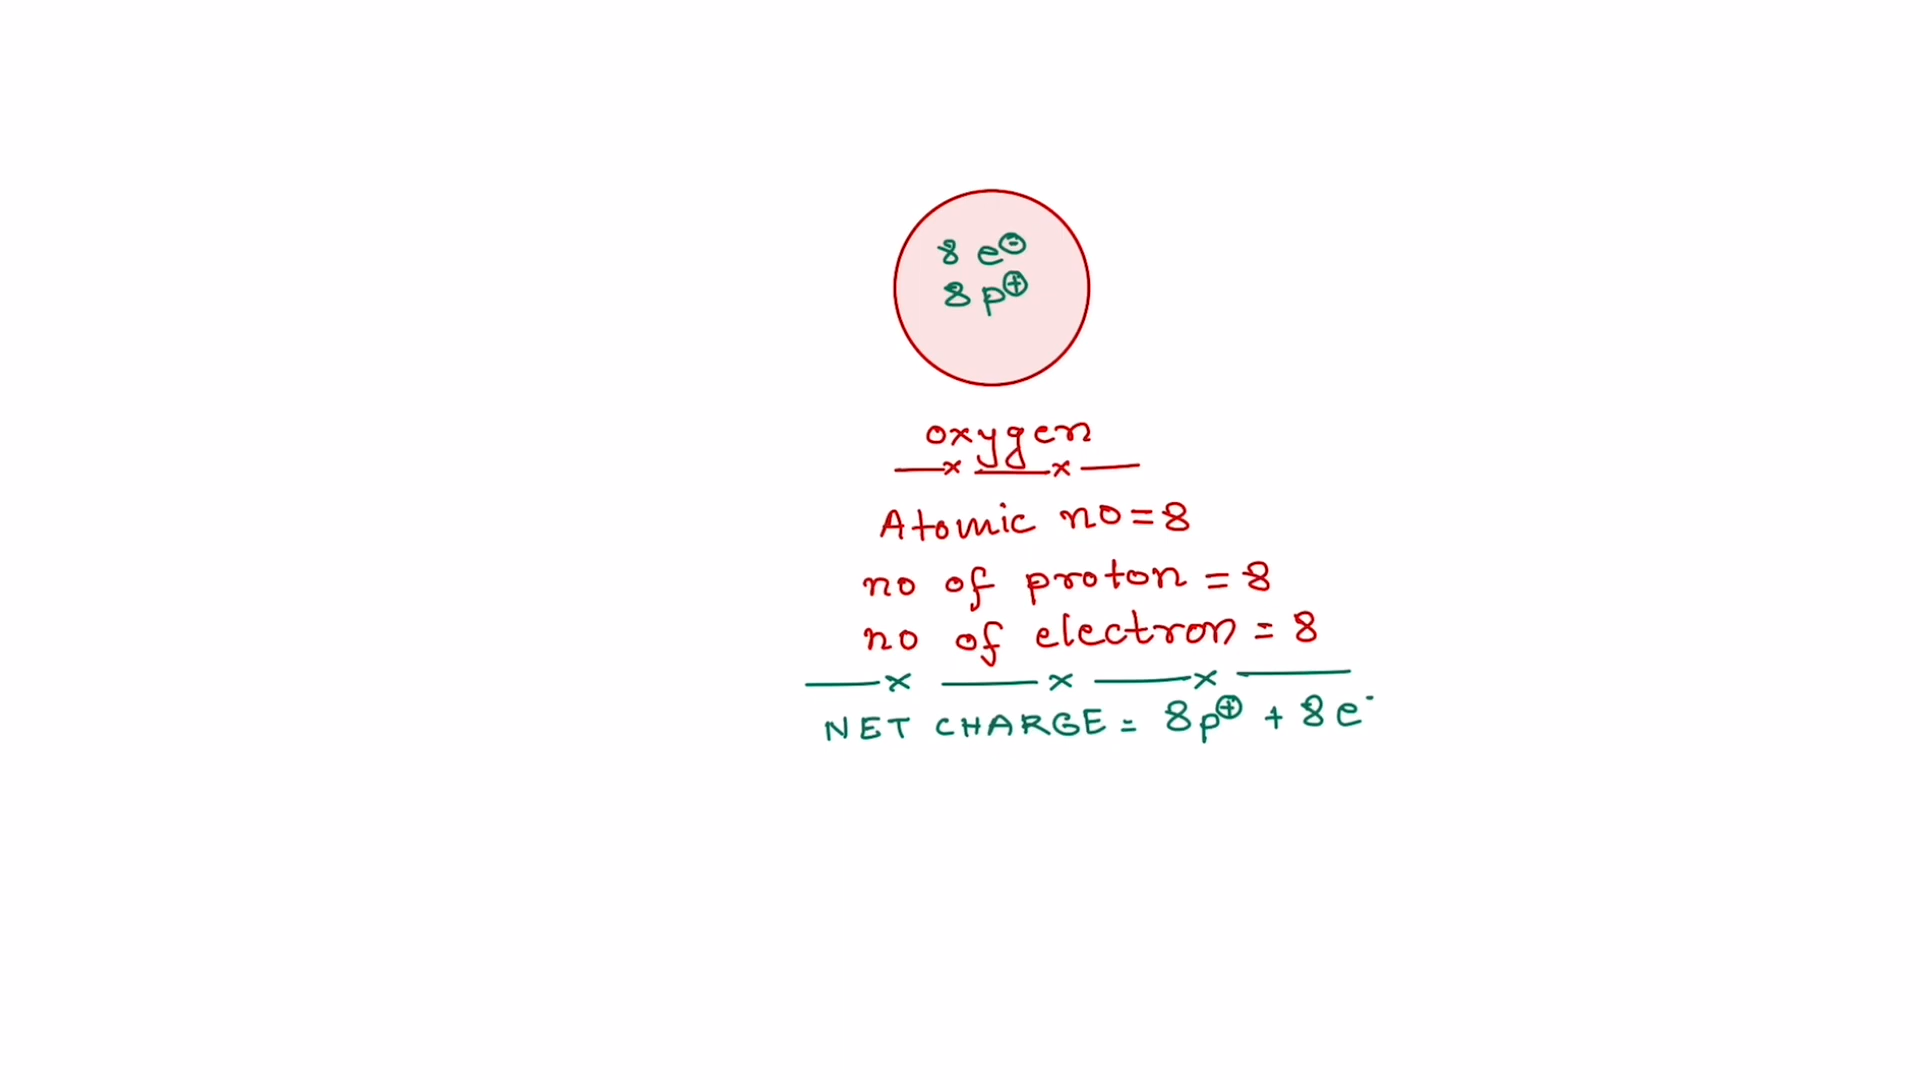 8 e⊖
8 p⊕
oxygen
Atomic no = 8
no of proton = 8
no of electron = 8
NET CHARGE = 8p⊕ + 8e⁻